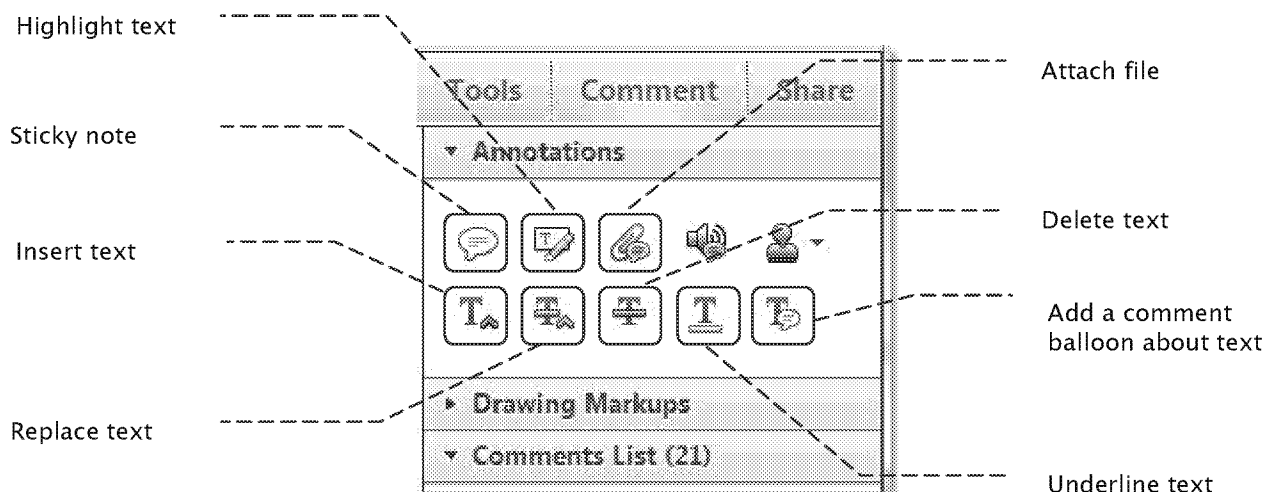 Highlight text
Attach file
Tools Comment Share
Sticky note
Annotations
Delete text
Insert text
Add a comment
balloon about text
Drawing Markups
Replace text
Comments List (21)
Underline text